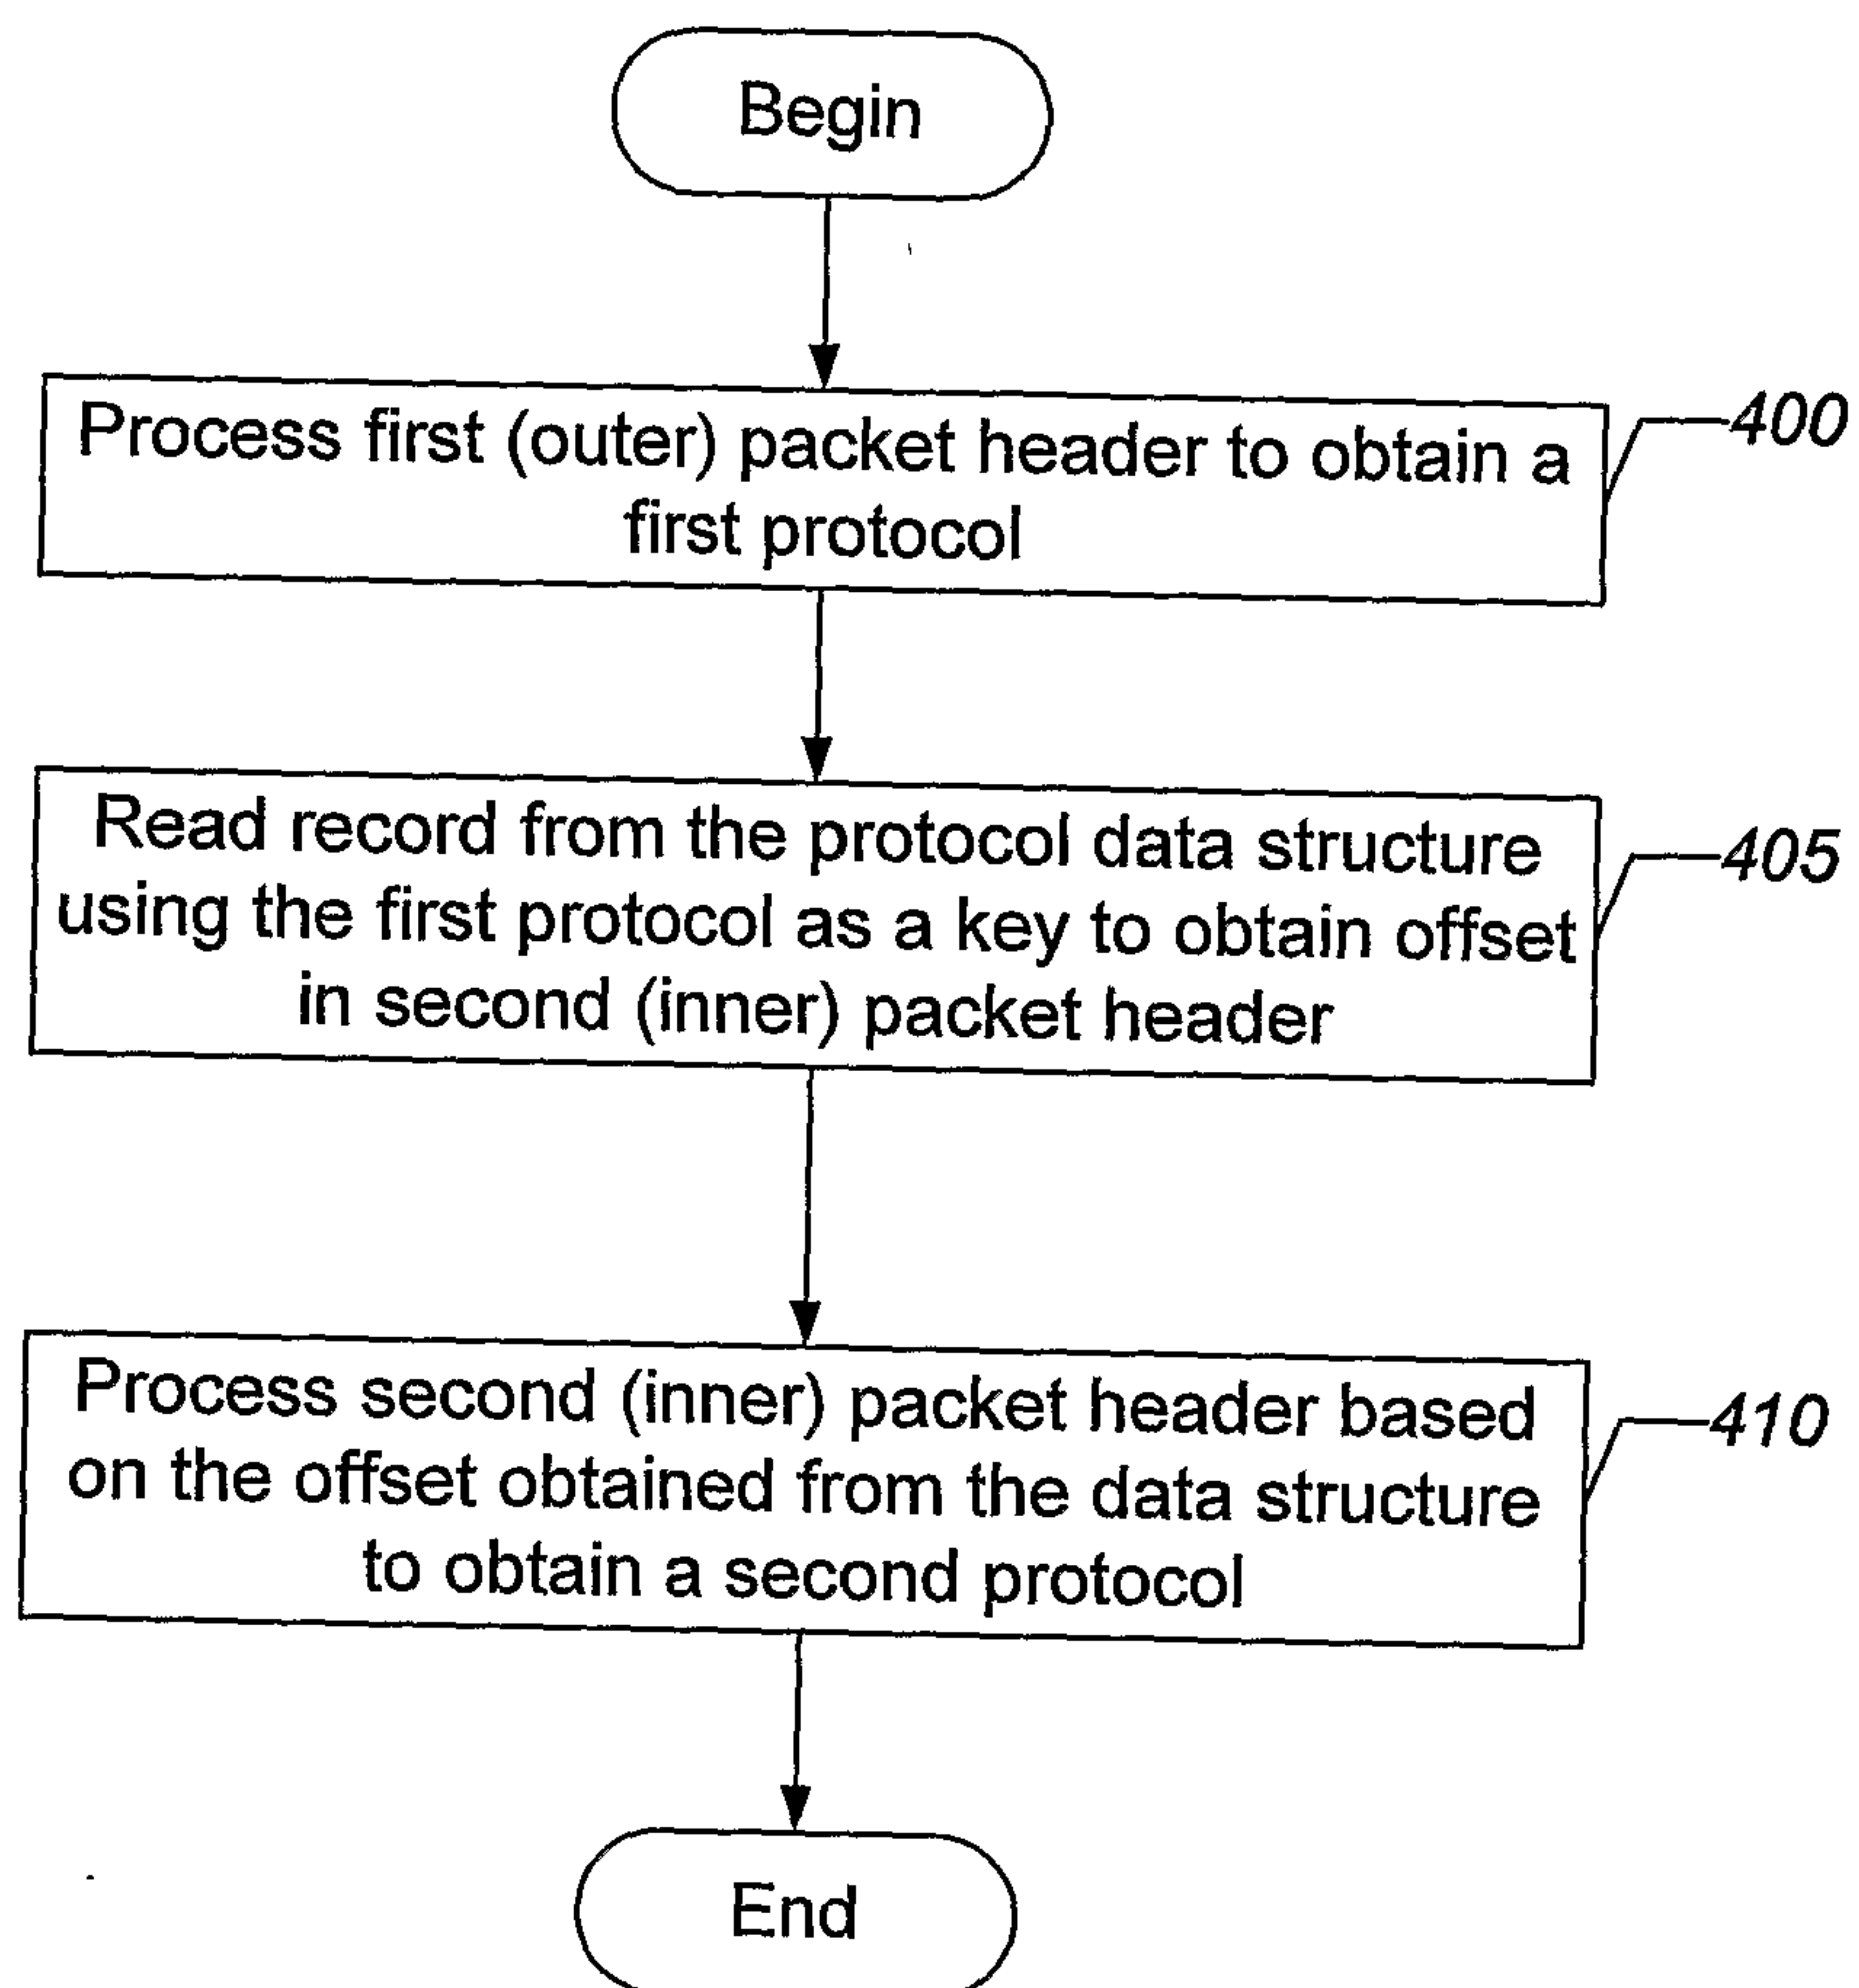 Begin
Process first (outer) packet header to obtain a
first protocol
400
Read record from the protocol data structure
using the first protocol as a key to obtain offset
in second (inner) packet header
405
Process second (inner) packet header based
on the offset obtained from the data structure
to obtain a second protocol
410
End